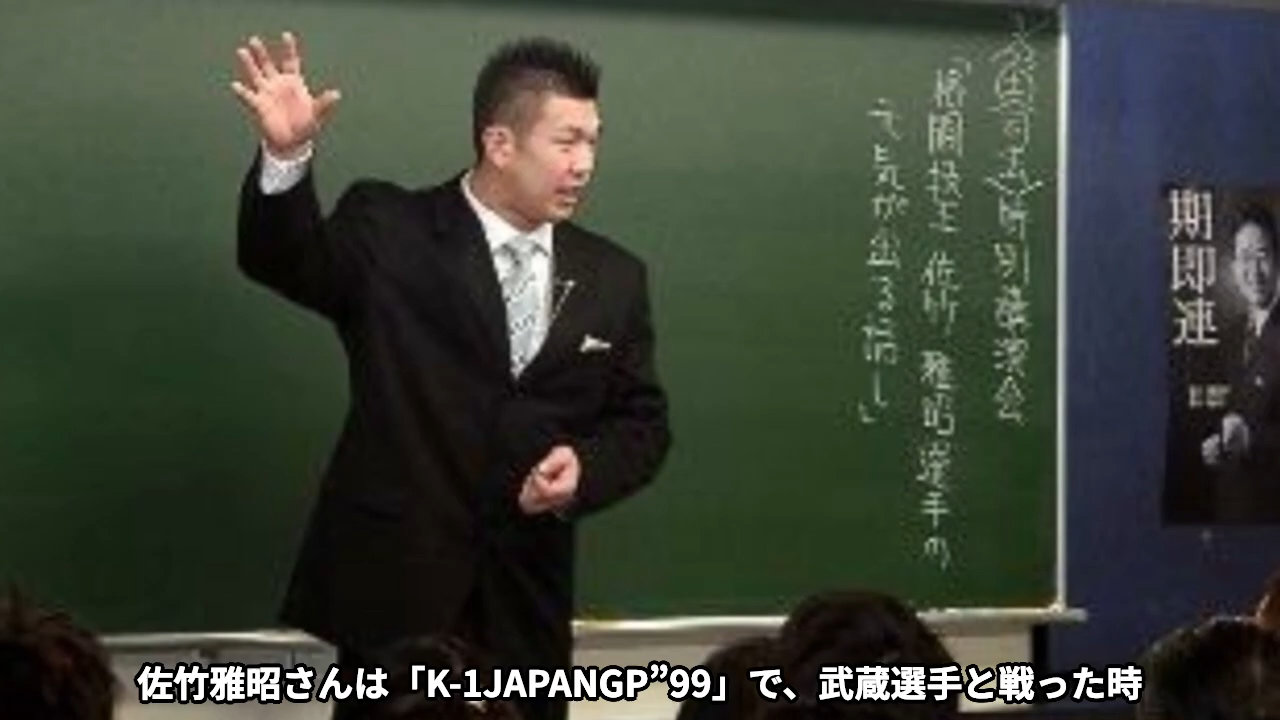 特別講演会
「格闘技王 佐竹 雅昭選手の
元気が出る話し」
期即連
佐竹雅昭さんは「K-1JAPANGP”99」で、武蔵選手と戦った時